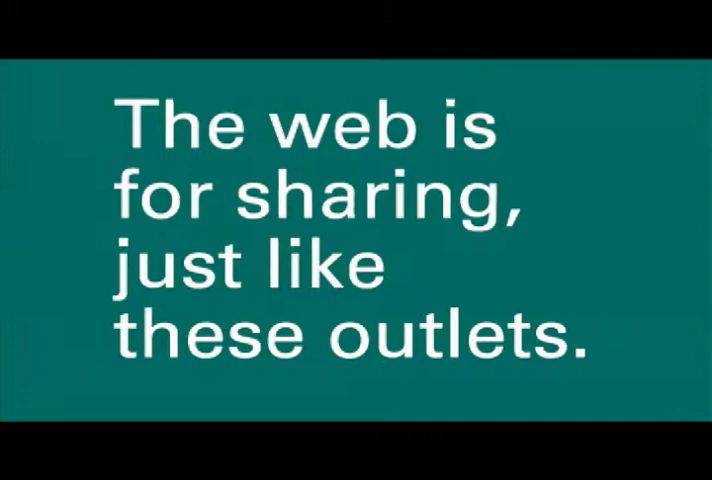 The web is
for sharing,
just like
these outlets.